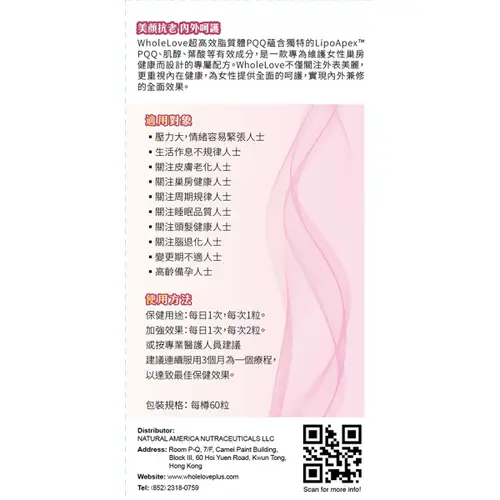 美顏抗老 內外呵護
WholeLove超高效脂質體PQQ蘊含獨特的LipoApex™
PQQ、肌醇、葉酸等有效成分,是一款專為維護女性巢房
健康而設計的專屬配方。WholeLove不僅關注外表美麗,
更重視內在健康,為女性提供全面的呵護,實現內外兼修
的全面效果。
適用對象
▪壓力大,情緒容易緊張人士
▪生活作息不規律人士
▪關注皮膚老化人士
▪關注巢房健康人士
▪關注周期規律人士
▪關注睡眠品質人士
▪關注頭髮健康人士
▪關注腦退化人士
▪變更期不適人士
▪高齡備孕人士
使用方法
保健用途:每日1次,每次1粒。
加強效果:每日1次,每次2粒。
或按專業醫護人員建議
建議連續服用3個月為一個療程,
以達致最佳保健效果。
包裝規格: 每樽60粒
Distributor:
NATURAL AMERICA NUTRACEUTICALS LLC
Address: Room P-Q, 7/F, Camel Paint Building,
Block III, 60 Hoi Yuen Road, Kwun Tong,
Hong Kong
Website: www.wholeloveplus.com
Tel: (852) 2318-0759
Scan for more info!